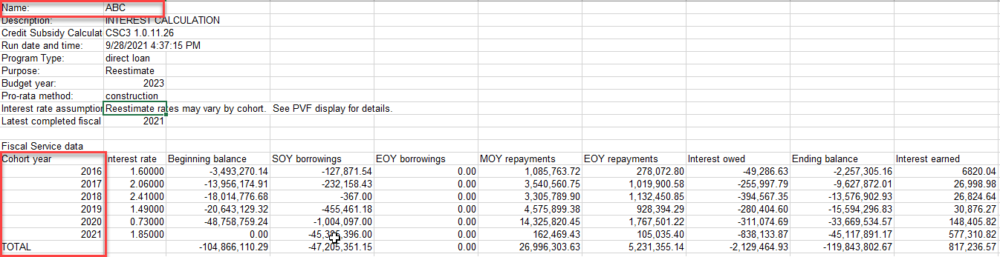 Name: ABC
Description: INTEREST CALCULATION
Credit Subsidy Calculat CSC3 1.0.11.26
Run date and time: 9/28/2021 4:37:15 PM
Program Type: direct loan
Purpose: Reestimate
Budget year: 2023
Pro-rata method: construction
Interest rate assumption Reestimate rates may vary by cohort. See PVF display for details.
Latest completed fiscal 2021
Fiscal Service data
Cohort year Interest rate Beginning balance SOY borrowings EOY borrowings MOY repayments EOY repayments Interest owed Ending balance Interest earned
2016 1.60000 -3,493,270.14 -127,871.54 0.00 1,085,763.72 278,072.80 -49,286.63 -2,257,305.16 6820.04
2017 2.06000 -13,956,174.91 -232,158.43 0.00 3,540,560.75 1,019,900.58 -255,997.79 -9,627,872.01 26,998.98
2018 2.41000 -18,014,776.68 -367.00 0.00 3,305,789.90 1,132,450.85 -394,567.35 -13,576,902.93 26,824.64
2019 1.49000 -20,643,129.32 -455,461.18 0.00 4,575,899.38 928,394.29 -280,404.60 -15,594,296.83 30,876.27
2020 0.73000 -48,758,759.24 -1,004,097.00 0.00 14,325,820.45 1,767,501.22 -311,074.69 -33,669,534.57 148,405.82
2021 1.85000 0.00 0.00 162,469.43 105,035.40 -838,133.87 -45,117,891.17 577,310.82
TOTAL -104,866,110.29 -47,205,351.15 0.00 26,996,303.63 5,231,355.14 -2,129,464.93 -119,843,802.67 817,236.57